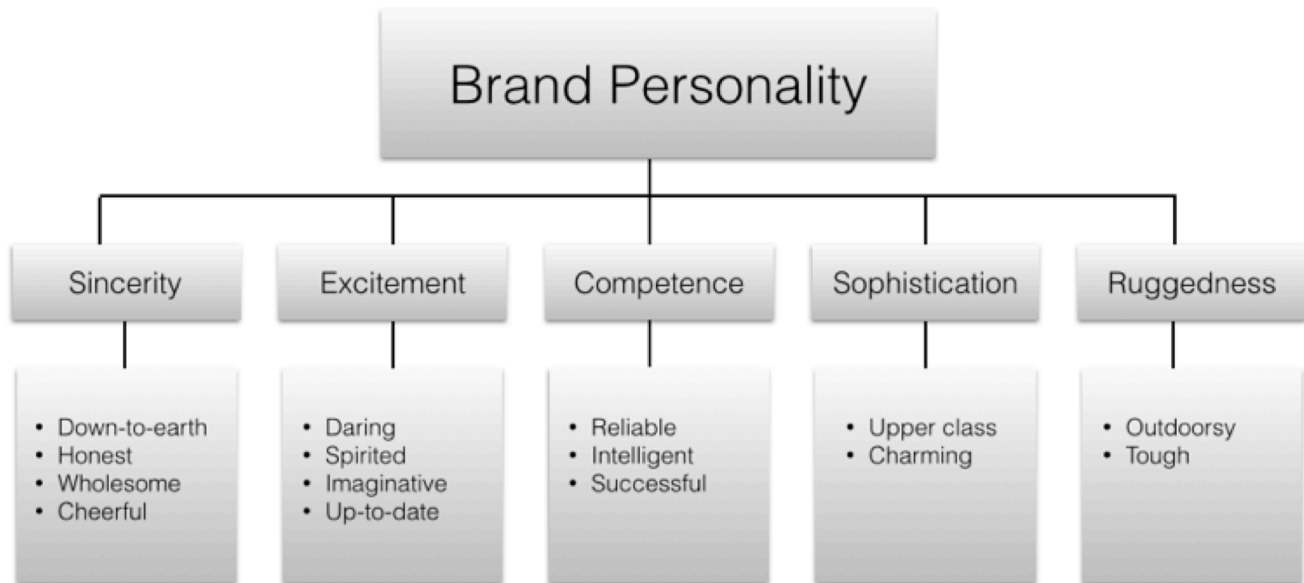 Brand Personality
Sincerity
Excitement
Competence
Sophistication
Ruggedness
• Down-to-earth
• Honest
• Wholesome
• Cheerful
• Daring
• Spirited
• Imaginative
• Up-to-date
• Reliable
• Intelligent
• Successful
• Upper class
• Charming
• Outdoorsy
• Tough